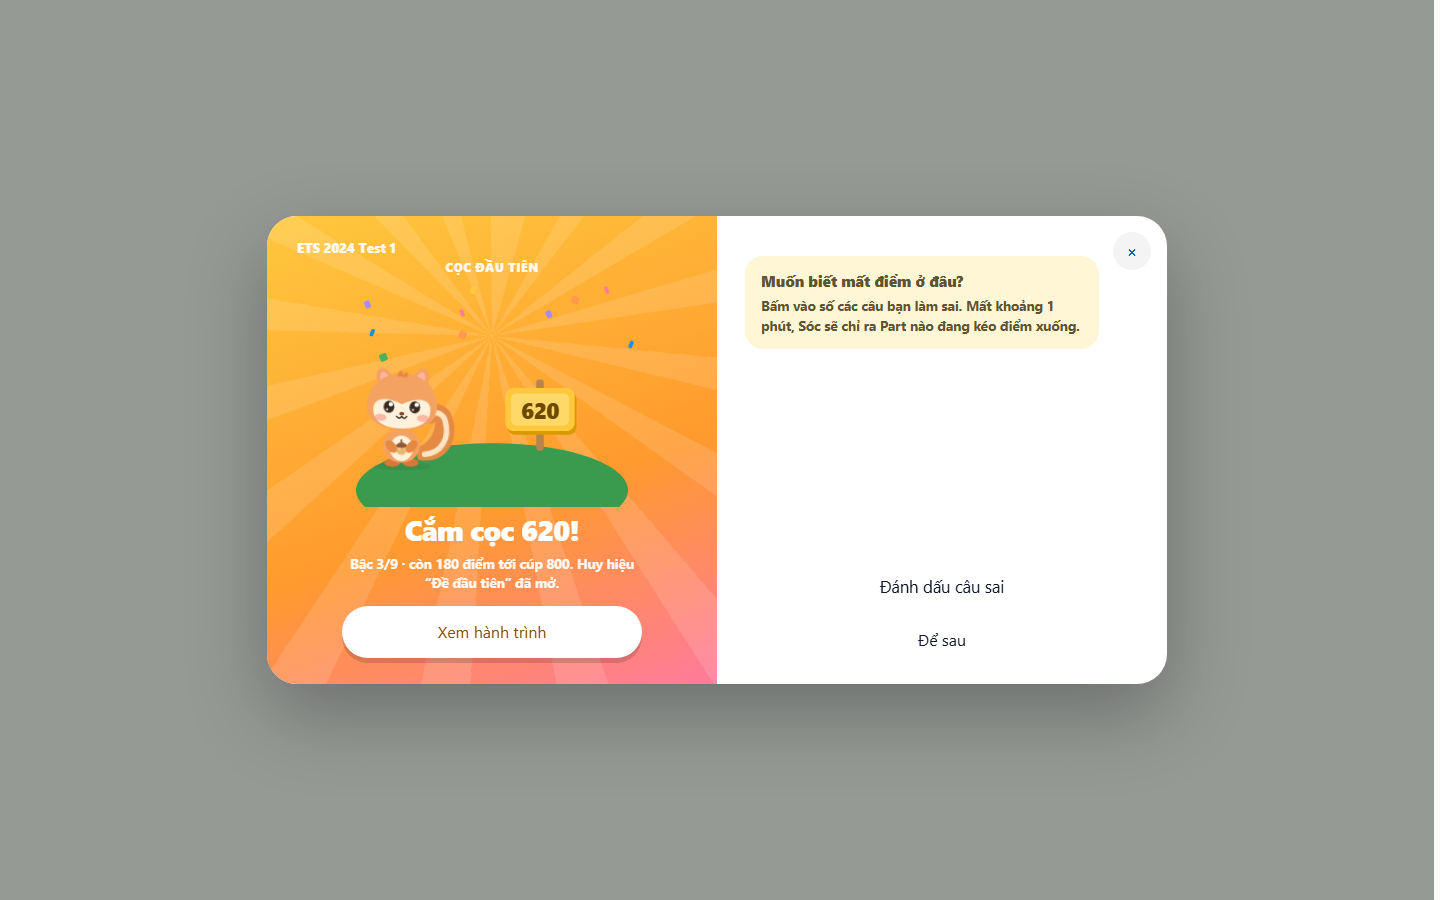 ETS 2024 Test 1
CỌC ĐẦU TIÊN
620
Cắm cọc 620!
Bậc 3/9 · còn 180 điểm tới cúp 800. Huy hiệu
“Đề đầu tiên” đã mở.
Xem hành trình
×
Muốn biết mất điểm ở đâu?
Bấm vào số các câu bạn làm sai. Mất khoảng 1
phút, Sóc sẽ chỉ ra Part nào đang kéo điểm xuống.
Đánh dấu câu sai
Để sau